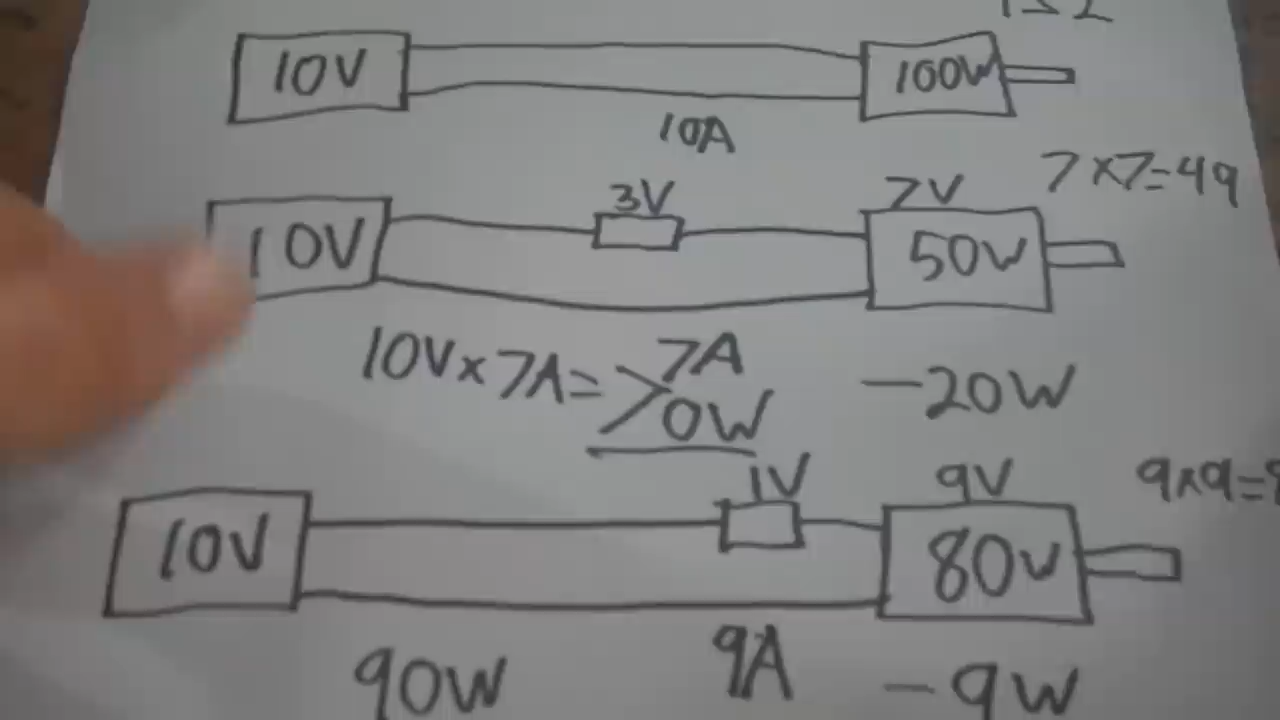 10V 100W
10A
3V 7V 7×7=49
10V 50W
10V×7A= 7A
70W -20W
1V 9V 9×9=
10V 80W
90W 9A -9W